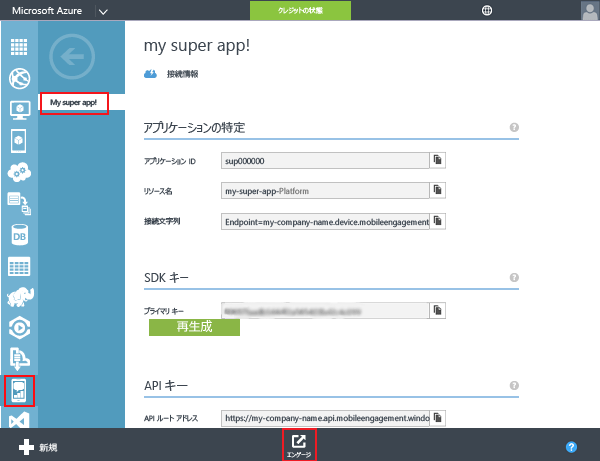 Microsoft Azure
クレジットの状態
my super app!
接続情報
My super app!
アプリケーションの特定
?
アプリケーション ID
sup000000
リソース名
my-super-app-Platform
接続文字列
Endpoint=my-company-name.device.mobileengagement
SDK キー
?
プライマリ キー
再生成
DB
API キー
?
API ルート アドレス
https://my-company-name.api.mobileengagement.windo
新規
エンゲージ
?